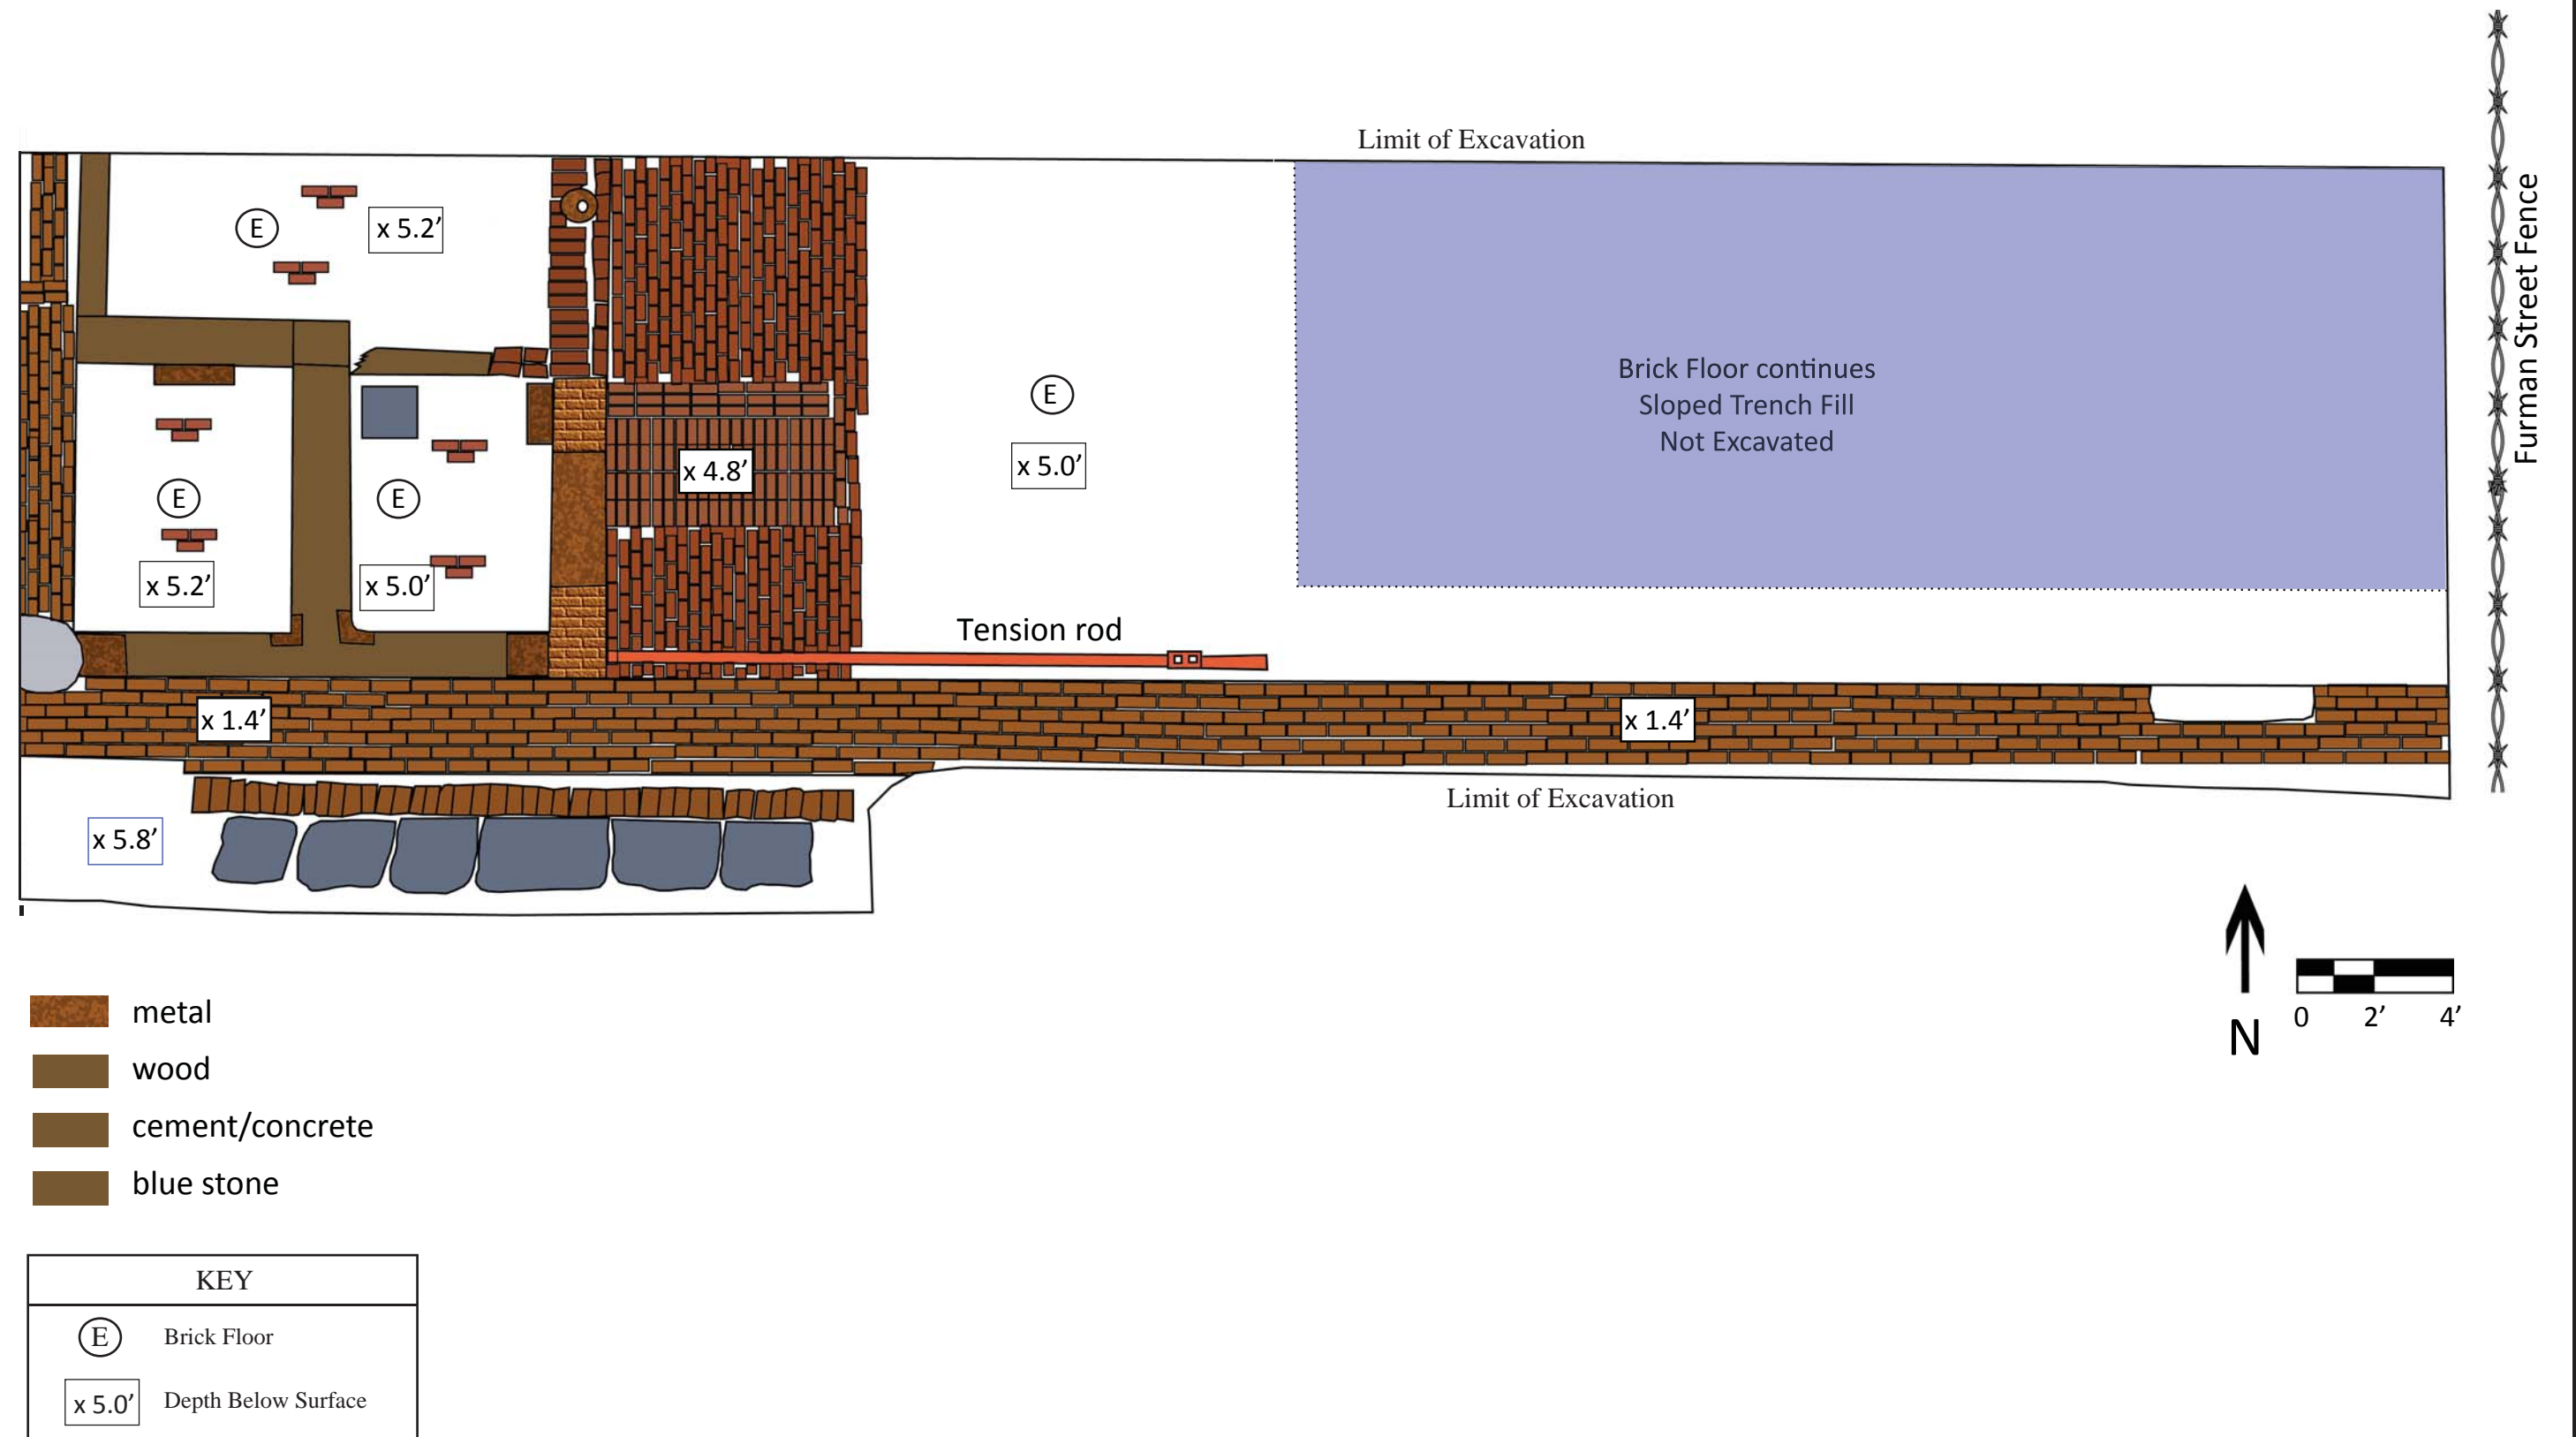 Limit of Excavation
Furman Street Fence
E
x 5.2’
E
x 5.0’
Brick Floor continues
Sloped Trench Fill
Not Excavated
x 4.8’
E
x 5.2’
E
x 5.0’
Tension rod
x 1.4’
x 1.4’
Limit of Excavation
x 5.8’
N
0 2’ 4’
metal
wood
cement/concrete
blue stone
KEY
E Brick Floor
x 5.0’ Depth Below Surface